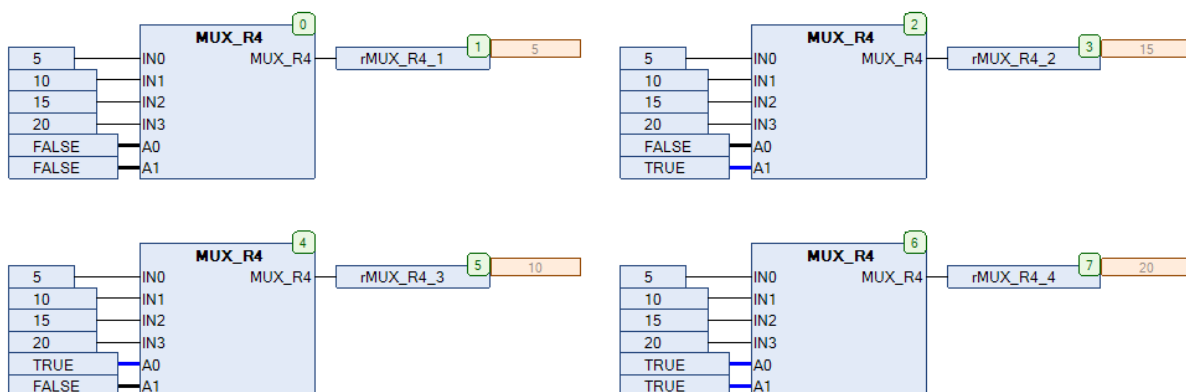 0
MUX_R4
5 IN0 MUX_R4 rMUX_R4_1 1 5
10 IN1
15 IN2
20 IN3
FALSE A0
FALSE A1
2
MUX_R4
5 IN0 MUX_R4 rMUX_R4_2 3 15
10 IN1
15 IN2
20 IN3
FALSE A0
TRUE A1
4
MUX_R4
5 IN0 MUX_R4 rMUX_R4_3 5 10
10 IN1
15 IN2
20 IN3
TRUE A0
FALSE A1
6
MUX_R4
5 IN0 MUX_R4 rMUX_R4_4 7 20
10 IN1
15 IN2
20 IN3
TRUE A0
TRUE A1